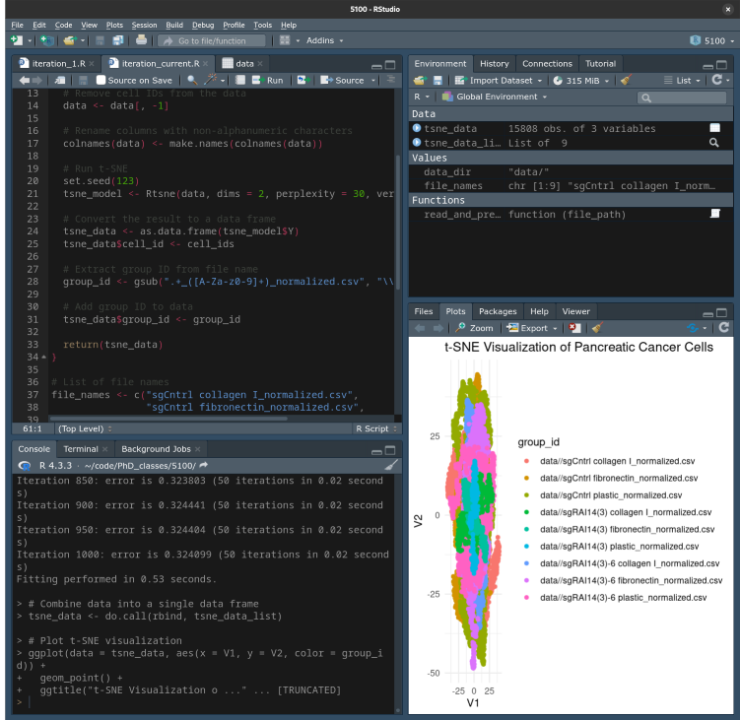 5100 - RStudio
File Edit Code View Plots Session Build Debug Profile Tools Help
Go to file/function
Addins
5100
iteration_1.R
iteration_current.R
data
Source on Save
Run
Source
13 # Remove cell IDs from the data
14 data <- data[, -1]
15
16 # Rename columns with non-alphanumeric characters
17 colnames(data) <- make.names(colnames(data))
18
19 # Run t-SNE
20 set.seed(123)
21 tsne_model <- Rtsne(data, dims = 2, perplexity = 30, ver
22
23 # Convert the result to a data frame
24 tsne_data <- as.data.frame(tsne_model$Y)
25 tsne_data$cell_id <- cell_ids
26
27 # Extract group ID from file name
28 group_id <- gsub(".+_([A-Za-z0-9]+)_normalized.csv", "\\
29
30 # Add group ID to data
31 tsne_data$group_id <- group_id
32
33 return(tsne_data)
34 }
35
36 # List of file names
37 file_names <- c("sgCntrl collagen I_normalized.csv",
38 "sgCntrl fibronectin_normalized.csv",
39
61:1 (Top Level) R Script
Console Terminal Background Jobs
R 4.3.3 · ~/code/PhD_classes/5100/
Iteration 850: error is 0.323803 (50 iterations in 0.02 second
s)
Iteration 900: error is 0.324441 (50 iterations in 0.02 second
s)
Iteration 950: error is 0.324404 (50 iterations in 0.02 second
s)
Iteration 1000: error is 0.324099 (50 iterations in 0.02 second
s)
Fitting performed in 0.53 seconds.
> # Combine data into a single data frame
> tsne_data <- do.call(rbind, tsne_data_list)
> # Plot t-SNE visualization
> ggplot(data = tsne_data, aes(x = V1, y = V2, color = group_i
d)) +
+ geom_point() +
+ ggtitle("t-SNE Visualization o ..." ... [TRUNCATED]
>
Environment History Connections Tutorial
Import Dataset 315 MiB List
R Global Environment
Data
tsne_data 15808 obs. of 3 variables
tsne_data_li… List of 9
Values
data_dir "data/"
file_names chr [1:9] "sgCntrl collagen I_norm…
Functions
read_and_pre… function (file_path)
Files Plots Packages Help Viewer
Zoom Export
t-SNE Visualization of Pancreatic Cancer Cells
group_id
data//sgCntrl collagen I_normalized.csv
data//sgCntrl fibronectin_normalized.csv
data//sgCntrl plastic_normalized.csv
data//sgRAI14(3) collagen I_normalized.csv
data//sgRAI14(3) fibronectin_normalized.csv
data//sgRAI14(3) plastic_normalized.csv
data//sgRAI14(3)-6 collagen I_normalized.csv
data//sgRAI14(3)-6 fibronectin_normalized.csv
data//sgRAI14(3)-6 plastic_normalized.csv
V2
25
0
-25
-50
-25 0 25
V1